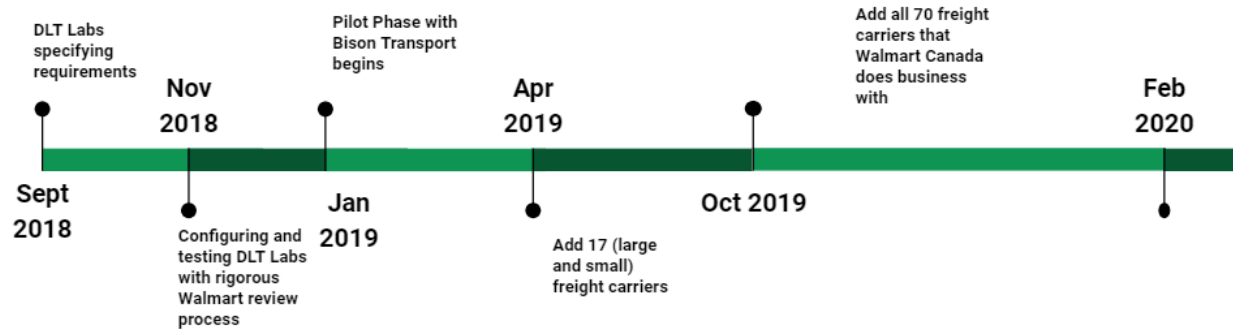 DLT Labs
specifying
requirements
Sept
2018
Nov
2018
Configuring and
testing DLT Labs
with rigorous
Walmart review
process
Pilot Phase with
Bison Transport
begins
Jan
2019
Apr
2019
Add 17 (large
and small)
freight carriers
Oct 2019
Add all 70 freight
carriers that
Walmart Canada
does business
with
Feb
2020